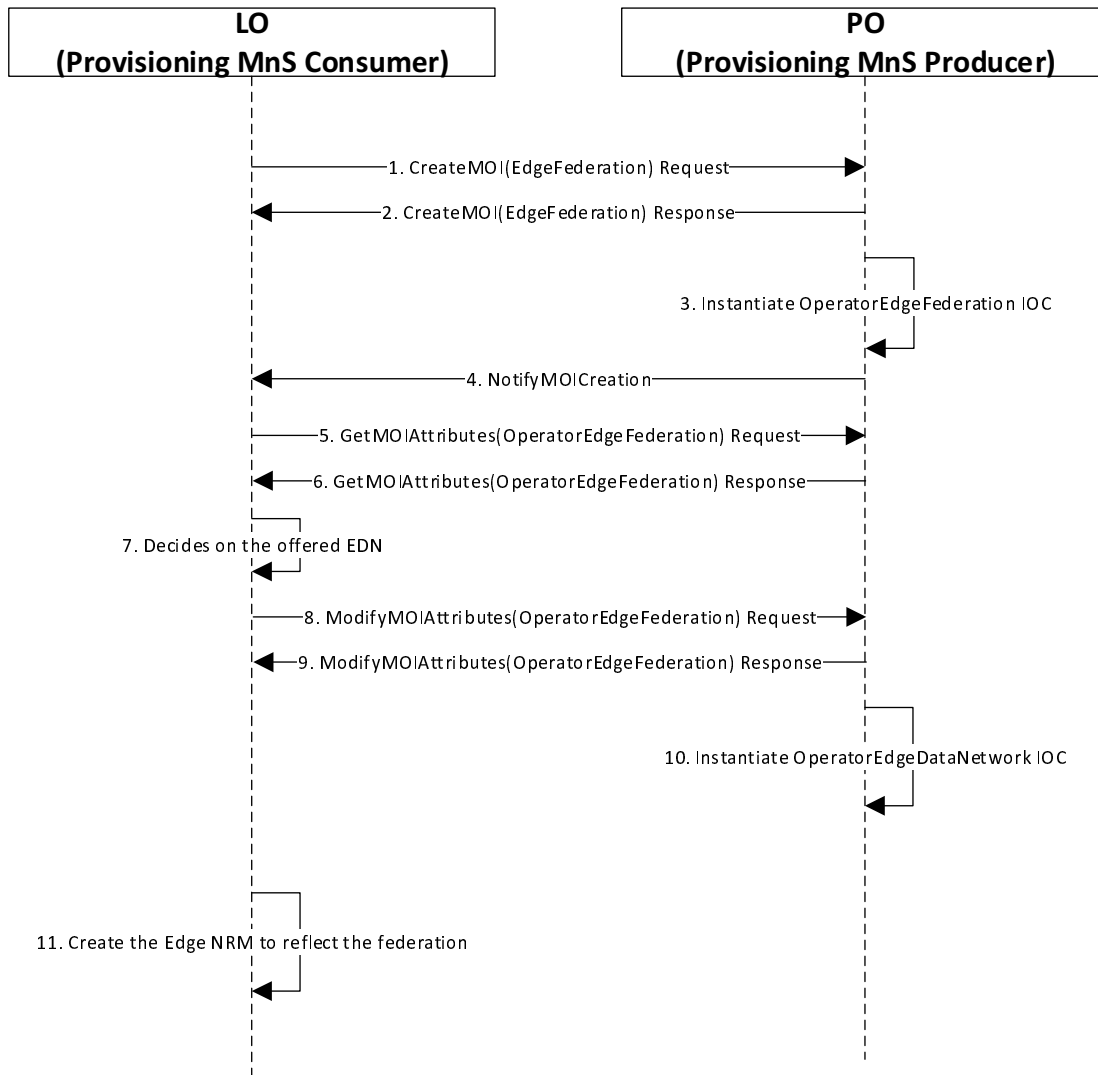 LO
(Provisioning MnS Consumer)
PO
(Provisioning MnS Producer)
1. CreateMOI(EdgeFederation) Request
2. CreateMOI(EdgeFederation) Response
3. Instantiate OperatorEdgeFederation IOC
4. NotifyMOICreation
5. GetMOIAttributes(OperatorEdgeFederation) Request
6. GetMOIAttributes(OperatorEdgeFederation) Response
7. Decides on the offered EDN
8. ModifyMOIAttributes(OperatorEdgeFederation) Request
9. ModifyMOIAttributes(OperatorEdgeFederation) Response
10. Instantiate OperatorEdgeDataNetwork IOC
11. Create the Edge NRM to reflect the federation